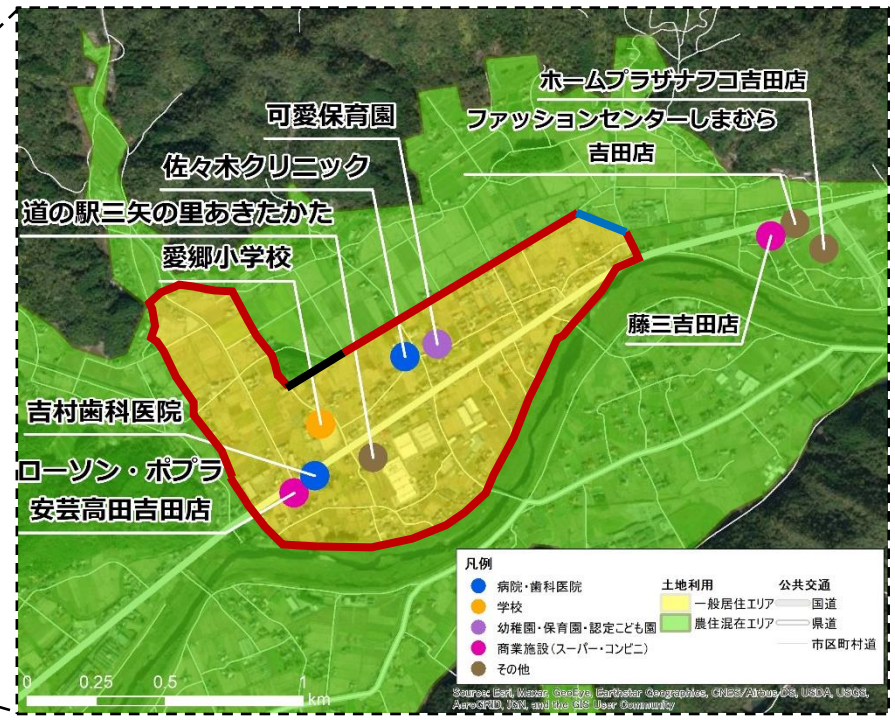 ホームプラザナフコ吉田店
ファッションセンターしまむら
吉田店
可愛保育園
佐々木クリニック
道の駅三矢の里あきたかた
愛郷小学校
藤三吉田店
吉村歯科医院
ローソン・ポプラ
安芸高田吉田店
凡例
病院・歯科医院
学校
幼稚園・保育園・認定こども園
商業施設(スーパー・コンビニ)
その他
土地利用
一般居住エリア
農住混在エリア
公共交通
国道
県道
市区町村道
0 0.25 0.5 1
km
Source: Esri, Maxar, GeoEye, Earthstar Geographics, CNES/Airbus DS, USDA, USGS,
AeroGRID, IGN, and the GIS User Community